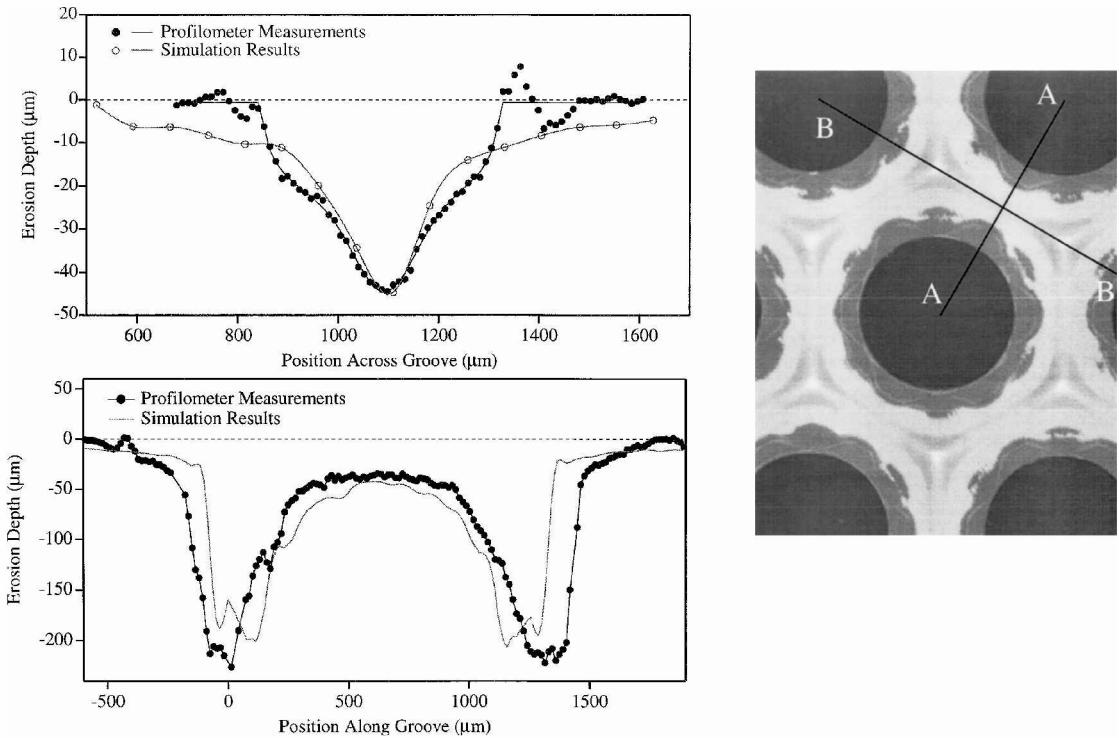 20
10
0
-10
-20
-30
-40
-50
Erosion Depth (μm)
Profilometer Measurements
Simulation Results
600
800
1000
1200
1400
1600
Position Across Groove (μm)
50
0
-50
-100
-150
-200
Erosion Depth (μm)
Profilometer Measurements
Simulation Results
-500
0
500
1000
1500
Position Along Groove (μm)
A
B
A
B